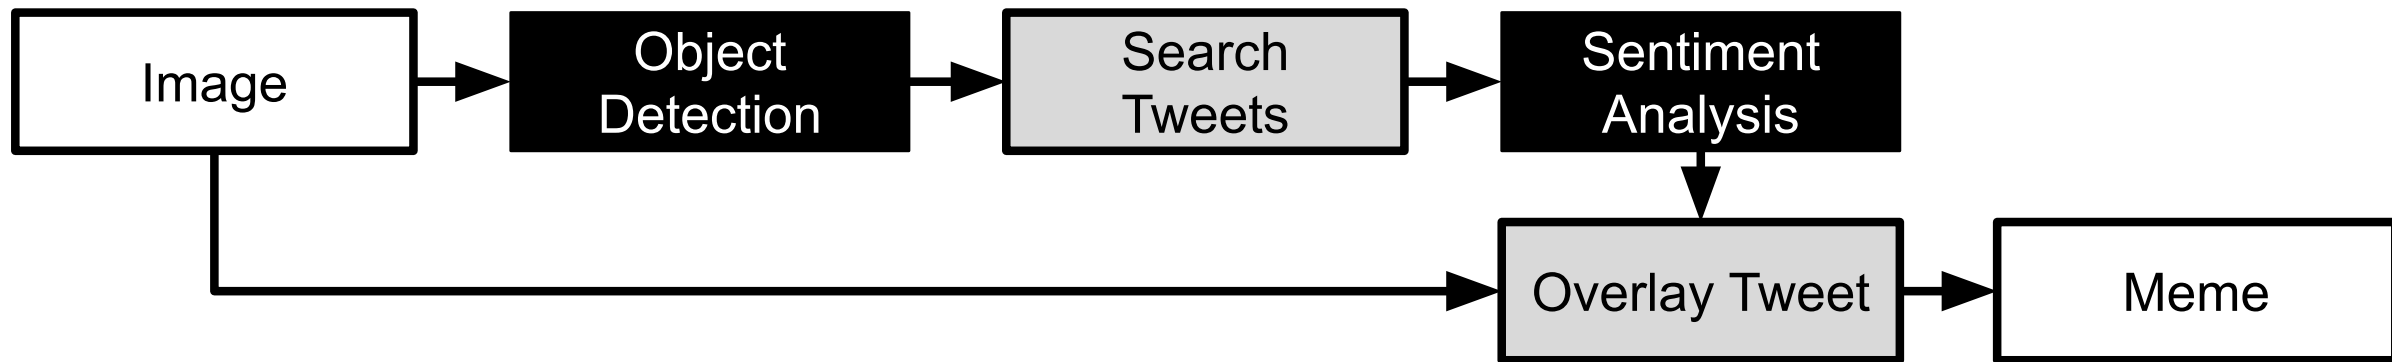 Image
Object
Detection
Search
Tweets
Sentiment
Analysis
Overlay Tweet
Meme